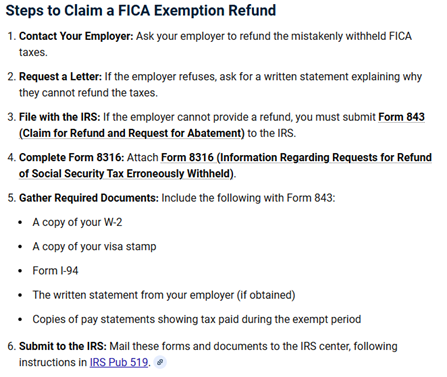 Steps to Claim a FICA Exemption Refund
1. Contact Your Employer: Ask your employer to refund the mistakenly withheld FICA
taxes.
2. Request a Letter: If the employer refuses, ask for a written statement explaining why
they cannot refund the taxes.
3. File with the IRS: If the employer cannot provide a refund, you must submit Form 843
(Claim for Refund and Request for Abatement) to the IRS.
4. Complete Form 8316: Attach Form 8316 (Information Regarding Requests for Refund
of Social Security Tax Erroneously Withheld).
5. Gather Required Documents: Include the following with Form 843:
• A copy of your W-2
• A copy of your visa stamp
• Form I-94
• The written statement from your employer (if obtained)
• Copies of pay statements showing tax paid during the exempt period
6. Submit to the IRS: Mail these forms and documents to the IRS center, following
instructions in IRS Pub 519.